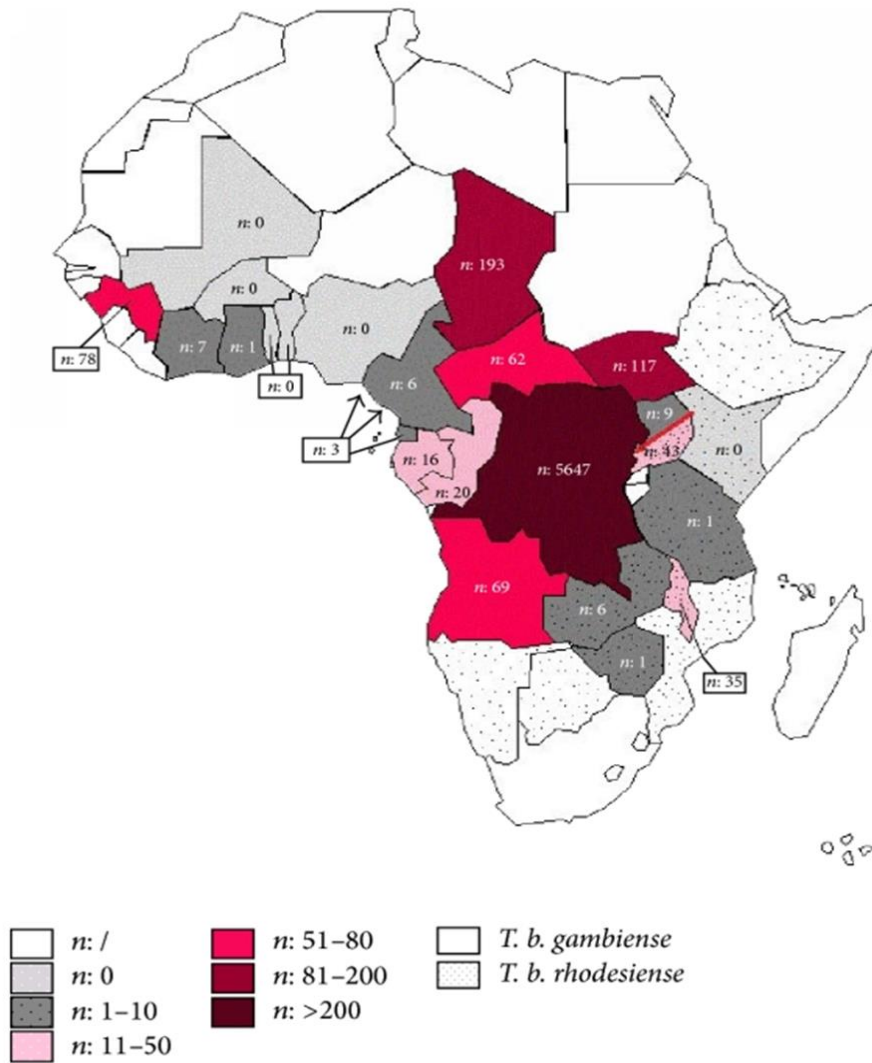 n: 0
n: 193
n: 0
n: 0
n: 7
n: 1
n: 78
n: 0
n: 62
n: 117
n: 6
n: 9
n: 3
n: 16
n: 43
n: 0
n: 20
n: 5647
n: 1
n: 69
n: 6
n: 1
n: 35
n: /
n: 0
n: 1–10
n: 11–50
n: 51–80
n: 81–200
n: >200
T. b. gambiense
T. b. rhodesiense